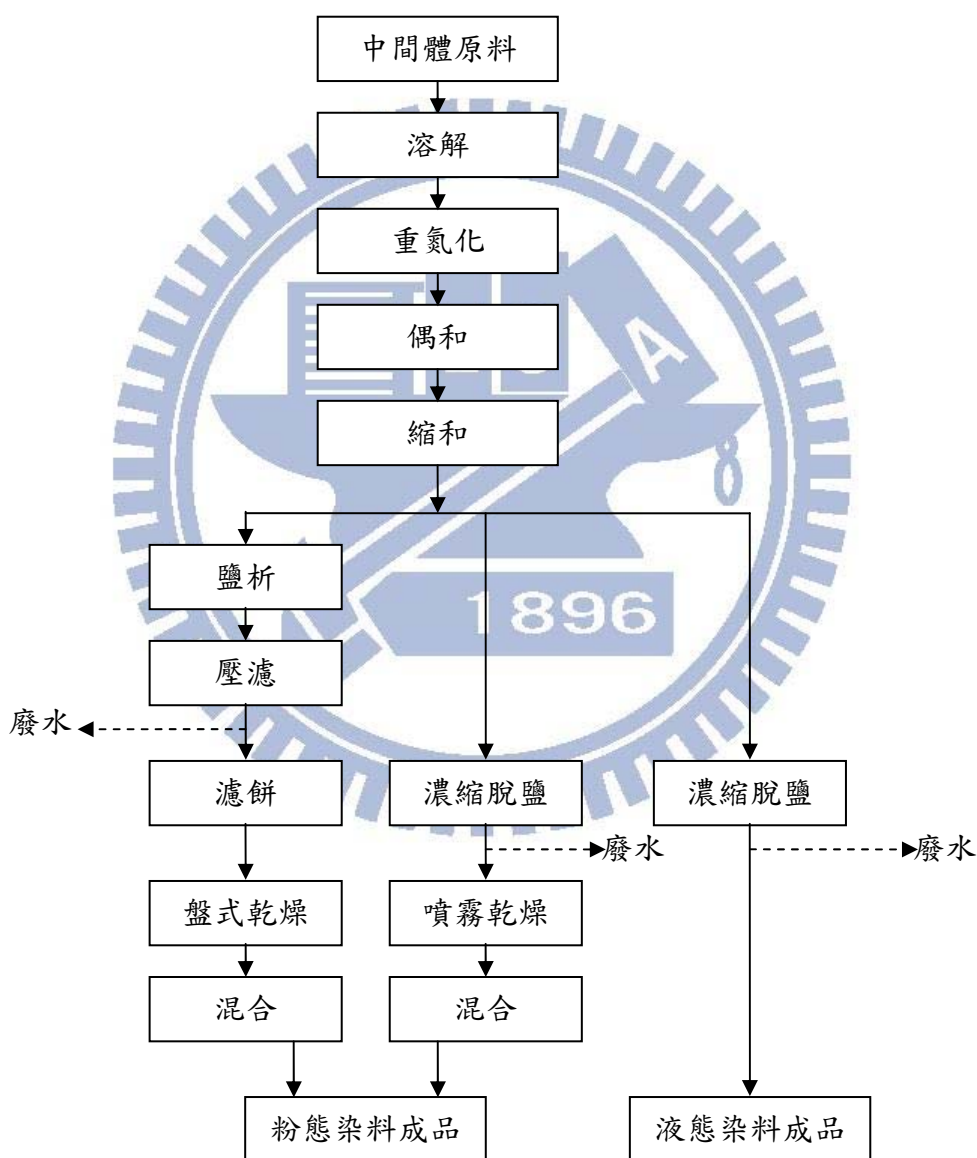 中間體原料
溶解
重氮化
偶和
縮和
鹽析
壓濾
廢水
濾餅
濃縮脫鹽
濃縮脫鹽
廢水
廢水
盤式乾燥
噴霧乾燥
混合
混合
粉態染料成品
液態染料成品
A
1896